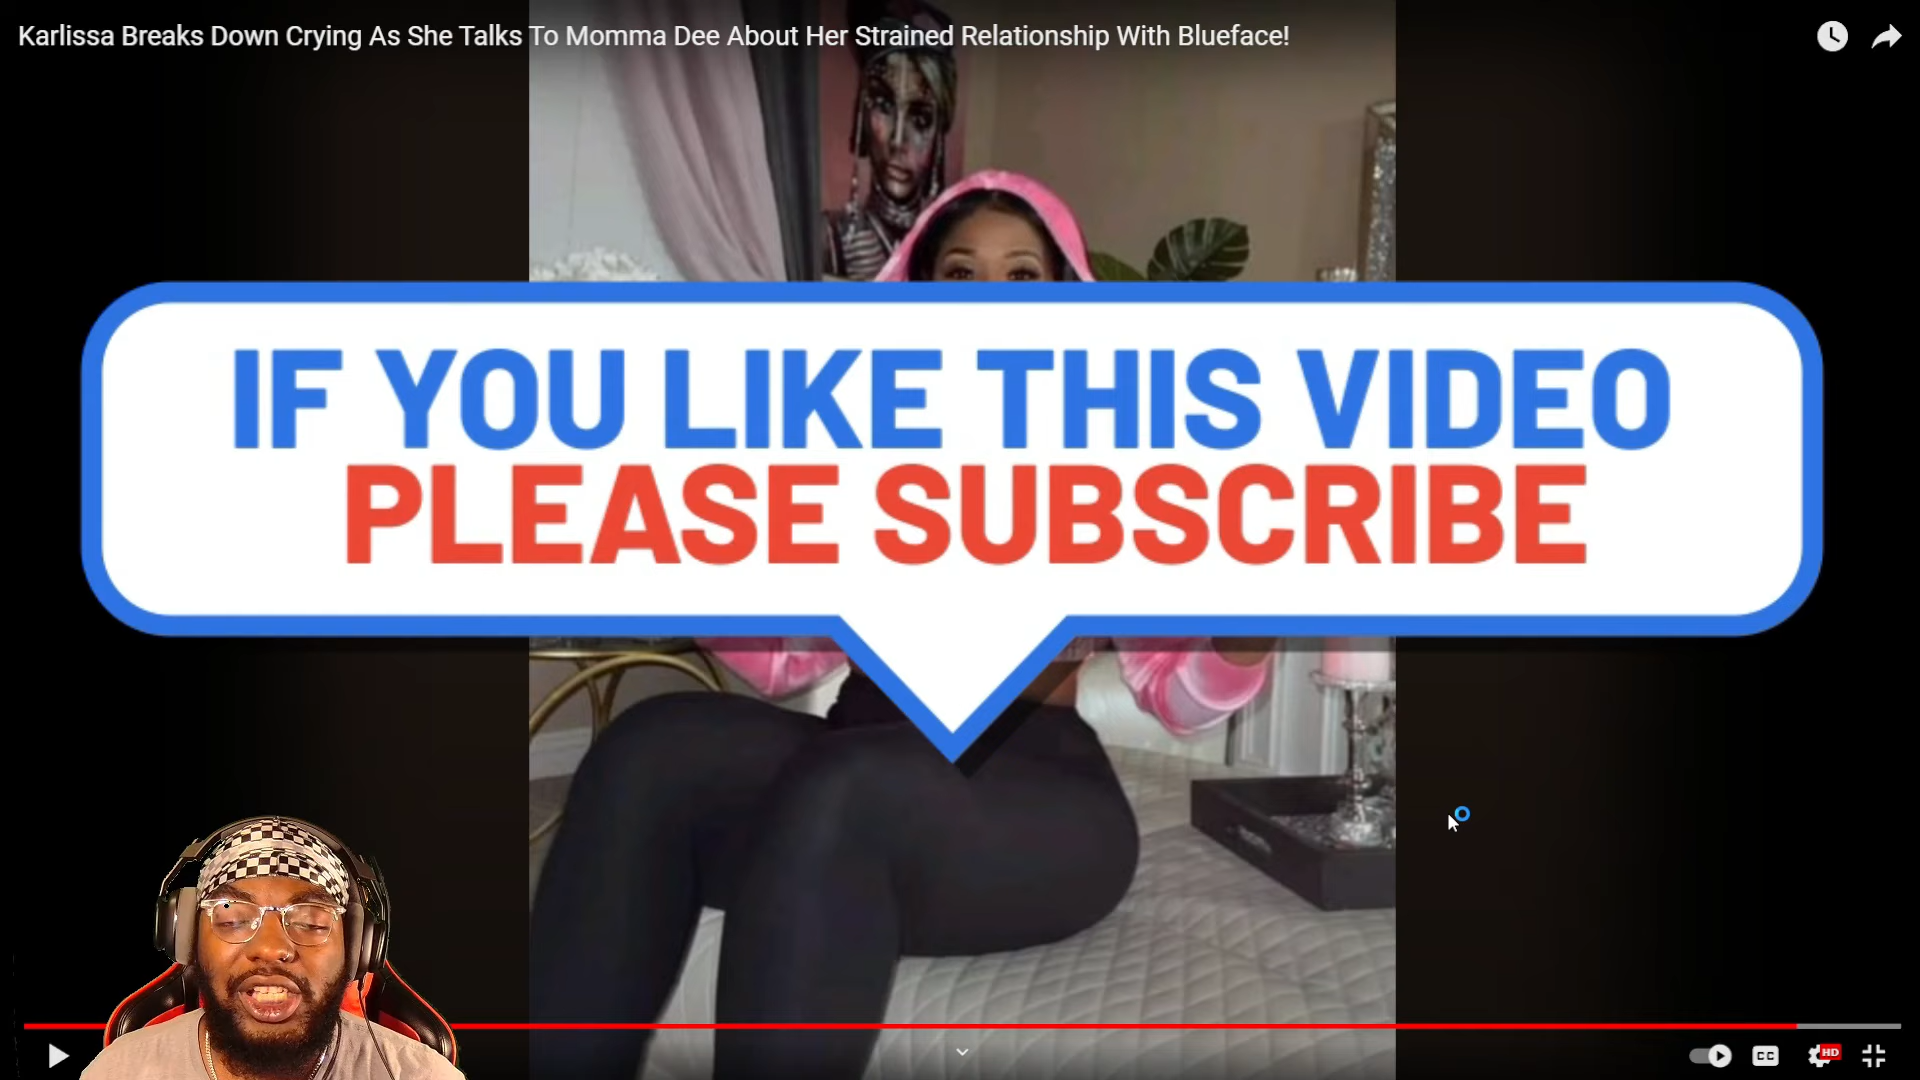 Karlissa Breaks Down Crying As She Talks To Momma Dee About Her Strained Relationship With Blueface!
IF YOU LIKE THIS VIDEO
PLEASE SUBSCRIBE
CC
HD